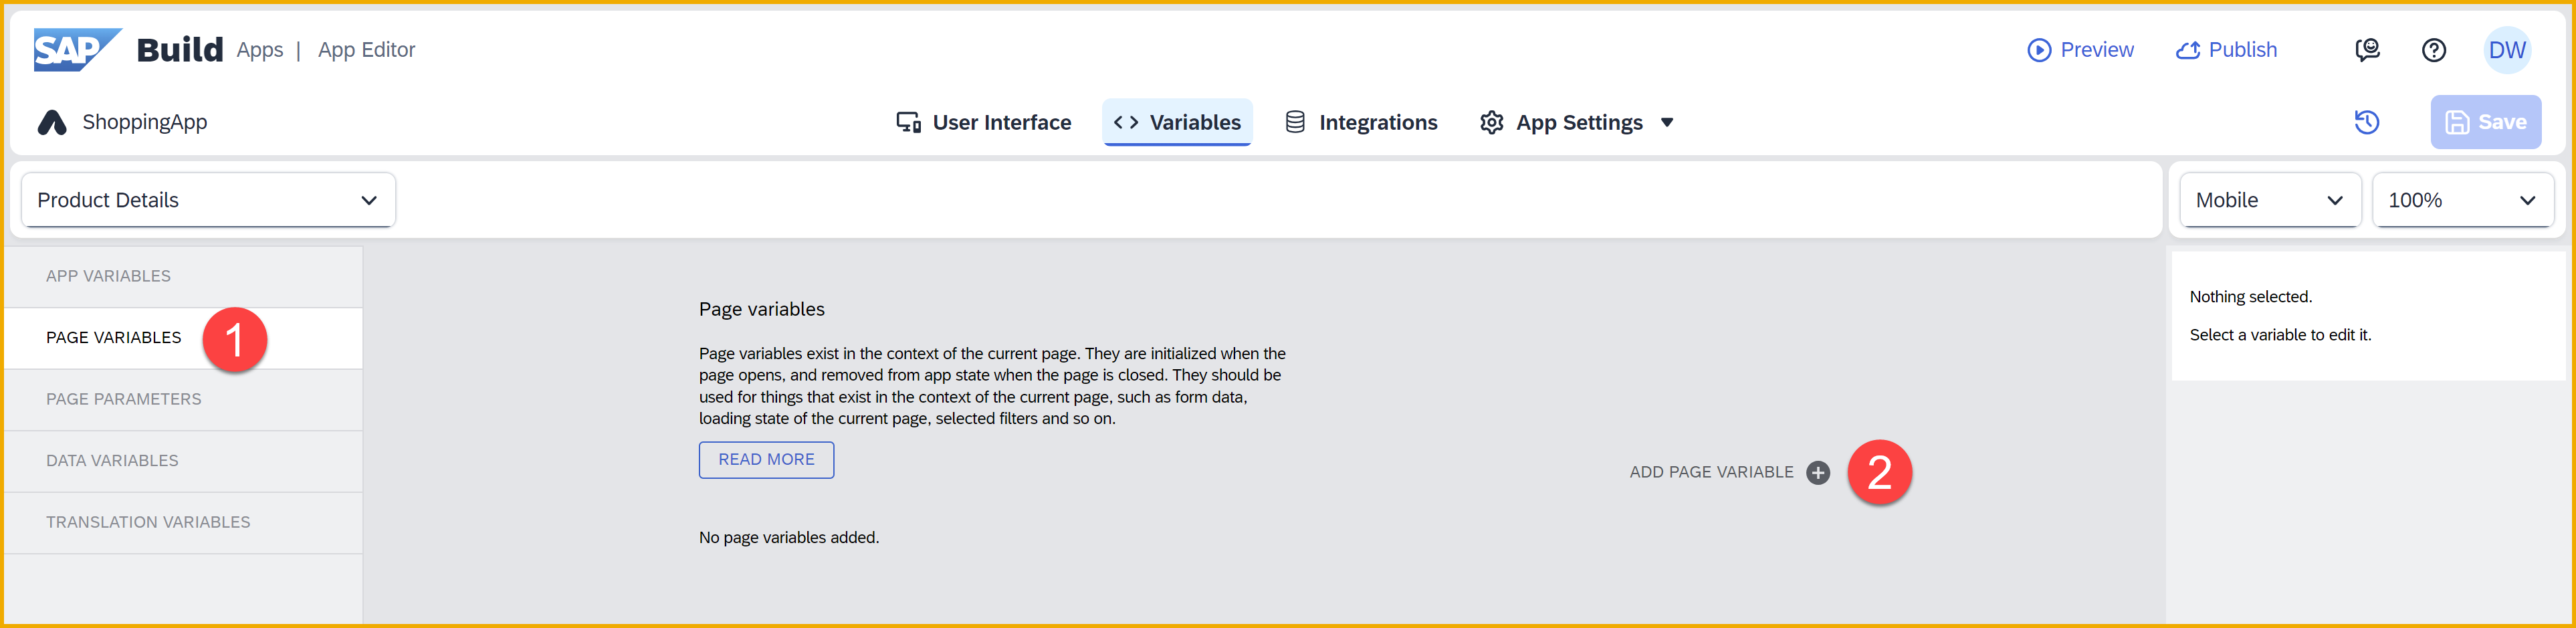 SAP Build Apps | App Editor Preview Publish DW
ShoppingApp User Interface <> Variables Integrations App Settings Save
Product Details Mobile 100%
APP VARIABLES
PAGE VARIABLES 1
PAGE PARAMETERS
DATA VARIABLES
TRANSLATION VARIABLES
Page variables
Page variables exist in the context of the current page. They are initialized when the
page opens, and removed from app state when the page is closed. They should be
used for things that exist in the context of the current page, such as form data,
loading state of the current page, selected filters and so on.
READ MORE
ADD PAGE VARIABLE 2
No page variables added.
Nothing selected.
Select a variable to edit it.